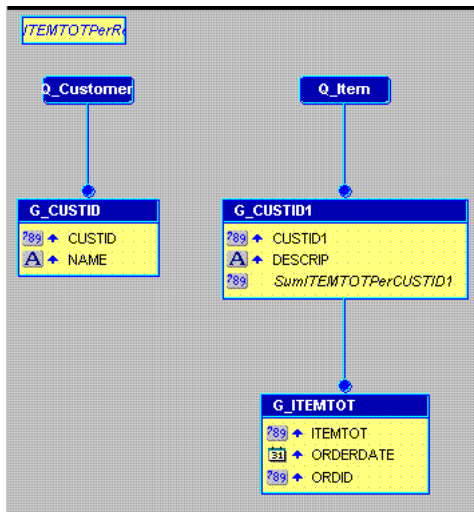 ITEMTOTPerRe
Q_Customer
Q_Item
G_CUSTID
CUSTID
NAME
G_CUSTID1
CUSTID1
DESCRIP
SumITEMTOTPerCUSTID1
G_ITEMTOT
ITEMTOT
ORDERDATE
ORDID